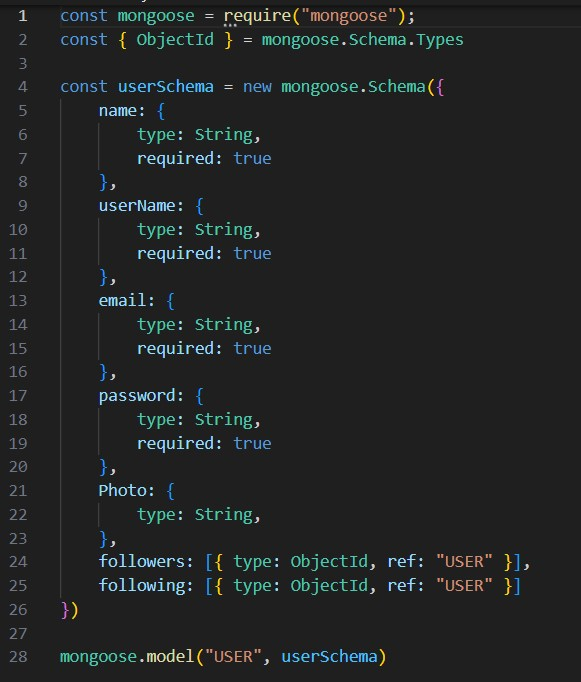 1 const mongoose = require("mongoose");
2 const { ObjectId } = mongoose.Schema.Types
3
4 const userSchema = new mongoose.Schema({
5     name: {
6         type: String,
7         required: true
8     },
9     userName: {
10         type: String,
11         required: true
12     },
13     email: {
14         type: String,
15         required: true
16     },
17     password: {
18         type: String,
19         required: true
20     },
21     Photo: {
22         type: String,
23     },
24     followers: [{ type: ObjectId, ref: "USER" }],
25     following: [{ type: ObjectId, ref: "USER" }]
26 })
27
28 mongoose.model("USER", userSchema)